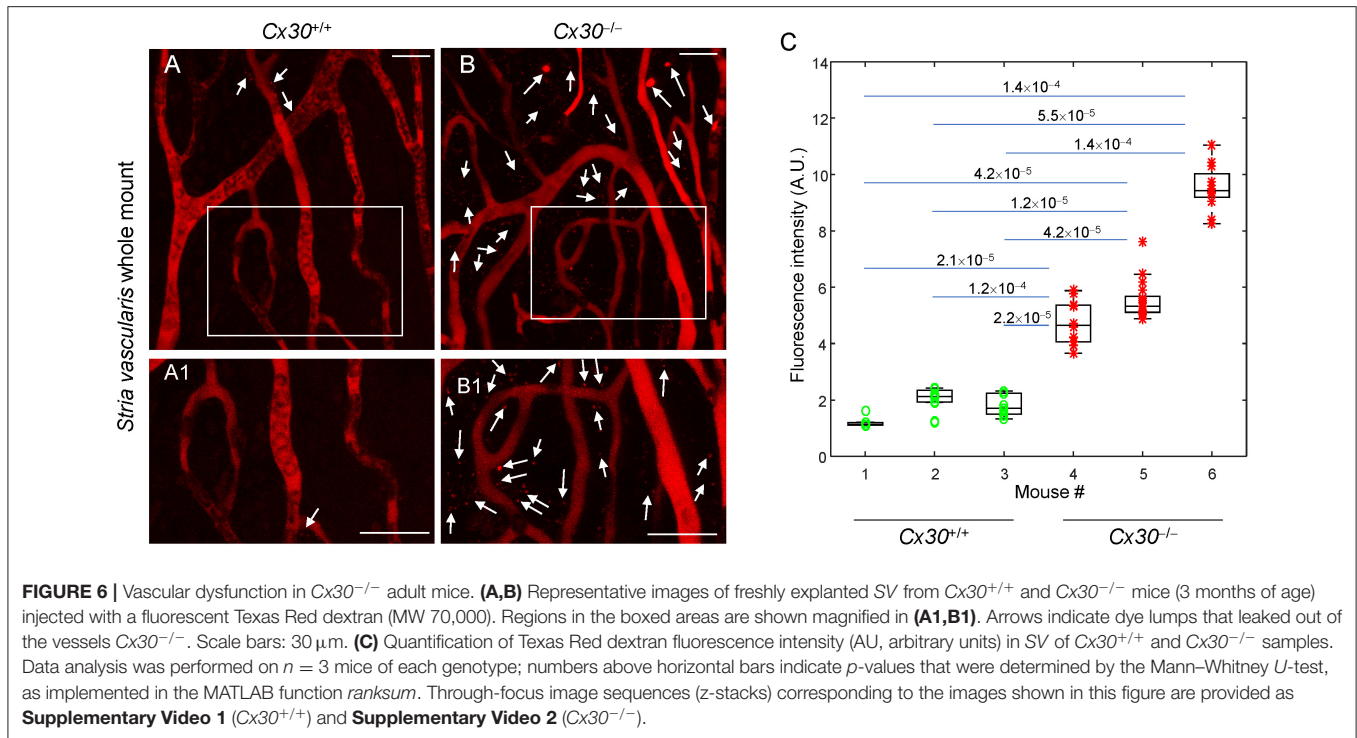 Cx30+/+
Cx30−/−
Stria vascularis whole mount
A
B
A1
B1
C
Fluorescence intensity (A.U.)
14
12
10
8
6
4
2
0
1.4×10−4
5.5×10−5
1.4×10−4
4.2×10−5
1.2×10−5
4.2×10−5
2.1×10−5
1.2×10−4
2.2×10−5
1 2 3 4 5 6
Mouse #
Cx30+/+ Cx30−/−
FIGURE 6 | Vascular dysfunction in Cx30−/− adult mice. (A,B) Representative images of freshly explanted SV from Cx30+/+ and Cx30−/− mice (3 months of age)
injected with a fluorescent Texas Red dextran (MW 70,000). Regions in the boxed areas are shown magnified in (A1,B1). Arrows indicate dye lumps that leaked out of
the vessels Cx30−/−. Scale bars: 30 µm. (C) Quantification of Texas Red dextran fluorescence intensity (AU, arbitrary units) in SV of Cx30+/+ and Cx30−/− samples.
Data analysis was performed on n = 3 mice of each genotype; numbers above horizontal bars indicate p-values that were determined by the Mann–Whitney U-test,
as implemented in the MATLAB function ranksum. Through-focus image sequences (z-stacks) corresponding to the images shown in this figure are provided as
Supplementary Video 1 (Cx30+/+) and Supplementary Video 2 (Cx30−/−).